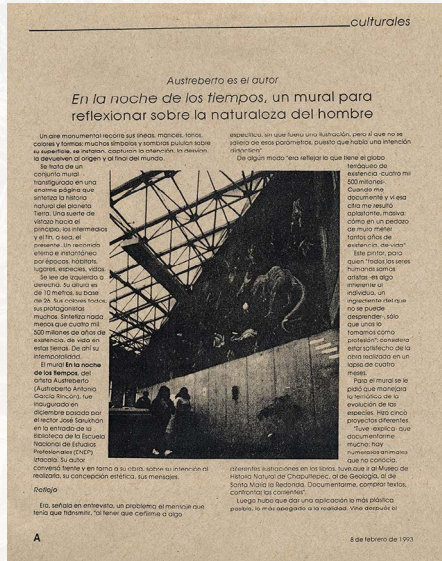 culturales
Austreberto es el autor
En la noche de los tiempos, un mural para
reflexionar sobre la naturaleza del hombre
Un aire monumental recorre sus líneas, matices, tonos,
colores y formas; muchos símbolos y sombras pululan sobre
su superficie, se instalan, capturan la atención, la desvían,
la devuelven al origen y al final del mundo.
Se trata de un
conjunto mural
transfigurado en una
enorme página que
sintetiza la historia
natural del planeta
Tierra. Una suerte de
vistazo hacia el
principio, los intermedios
y el fin, o sea, el
presente. Un recorrido
eterno e instantáneo
por épocas, hábitats,
lugares, especies, vidas.
Se lee de izquierda a
derecha. Su altura es
de 10 metros, su base
de 26. Sus colores todos,
sus protagonistas
muchos. Sintetiza nada
menos que cuatro mil
500 millones de años de
existencia, de vida en
estas tierras. De ahí su
intemporalidad.
El mural En la noche
de los tiempos, del
artista Austreberto
(Austreberto Antonio
García Rincón), fue
inaugurado en
diciembre pasado por
el rector José Sarukhán
en la entrada de la
Biblioteca de la Escuela
Nacional de Estudios
Profesionales (ENEP)
Iztacala. Su autor
conversó frente y en torno a su obra, sobre su intención al
realizarla, su concepción estética, sus mensajes.
Reflejo
Era, señala en entrevista, un problema el mensaje que
tenía que transmitir, "al tener que ceñirme a algo
específico, sin que fuera una ilustración, pero sí que no se
saliera de esos parámetros, puesto que había una intención
didáctica".
De algún modo "era reflejar lo que tiene el globo
terráqueo de
existencia -cuatro mil
500 millones-.
Cuando me
documenté y vi esa
cifra me resultó
aplastante, masiva:
cómo en un pedazo
de muro meter
tantos años de
existencia, de vida".
Este pintor, para
quien "todos los seres
humanos somos
artistas -es algo
inherente al
individuo, un
ingrediente del que
no se puede
desprender-, sólo
que unos lo
tomamos como
profesión", considera
estar satisfecho de la
obra realizada en un
lapso de cuatro
meses.
Para el mural se le
pidió que manejara
la temática de la
evolución de las
especies. Hizo cinco
proyectos diferentes.
"Tuve -explica- que
documentarme
mucho; hay
numerosos animales
que no conocía,
diferentes ilustraciones en los libros, tuve que ir al Museo de
Historia Natural de Chapultepec, al de Geología, al de
Santa María la Redonda. Documentarme, comprar textos,
confrontar las corrientes".
Luego hubo que dar una aplicación lo más plástica
posible, lo más apegado a la realidad. Vino después el
A
8 de febrero de 1993